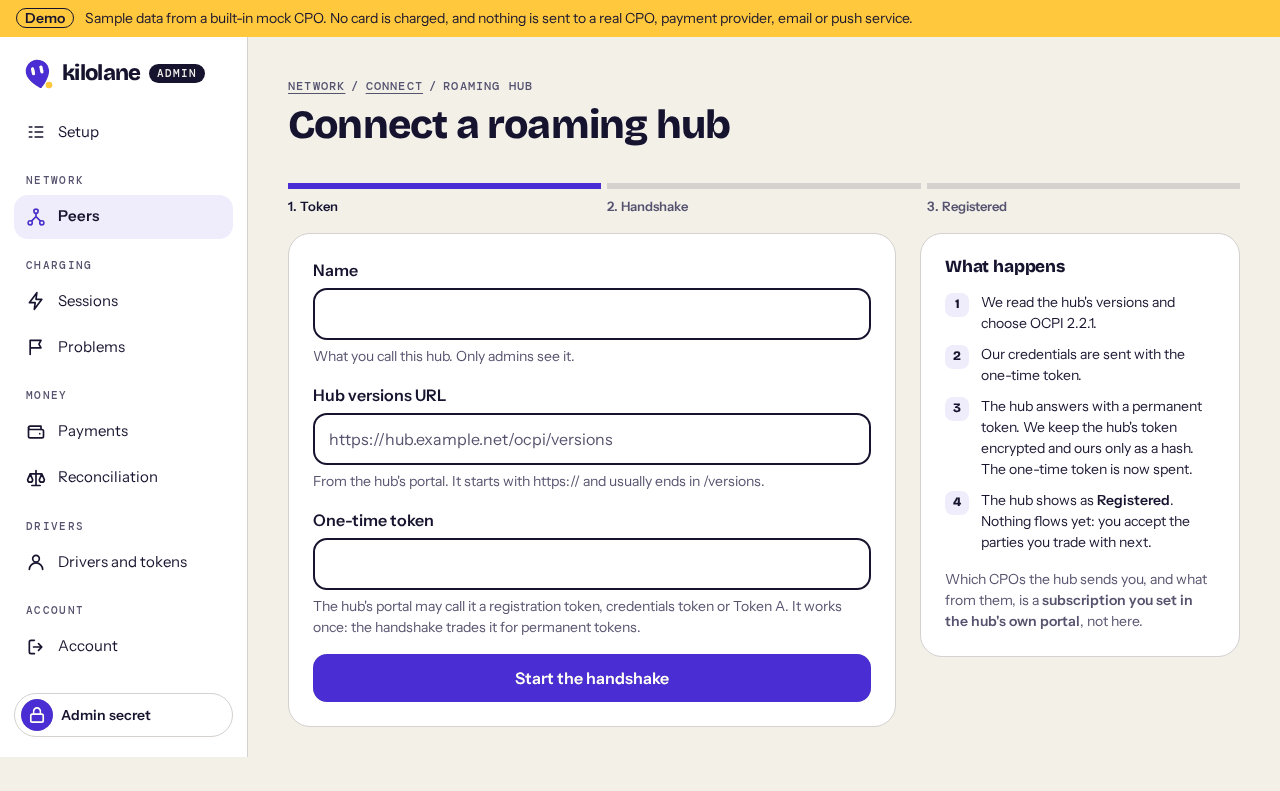 Demo Sample data from a built-in mock CPO. No card is charged, and nothing is sent to a real CPO, payment provider, email or push service.
kilolane ADMIN
Setup
NETWORK
Peers
CHARGING
Sessions
Problems
MONEY
Payments
Reconciliation
DRIVERS
Drivers and tokens
ACCOUNT
Account
Admin secret
NETWORK / CONNECT / ROAMING HUB
Connect a roaming hub
1. Token
2. Handshake
3. Registered
Name
What you call this hub. Only admins see it.
Hub versions URL
https://hub.example.net/ocpi/versions
From the hub's portal. It starts with https:// and usually ends in /versions.
One-time token
The hub's portal may call it a registration token, credentials token or Token A. It works
once: the handshake trades it for permanent tokens.
Start the handshake
What happens
1 We read the hub's versions and
choose OCPI 2.2.1.
2 Our credentials are sent with the
one-time token.
3 The hub answers with a permanent
token. We keep the hub's token
encrypted and ours only as a hash.
The one-time token is now spent.
4 The hub shows as Registered.
Nothing flows yet: you accept the
parties you trade with next.
Which CPOs the hub sends you, and what
from them, is a subscription you set in
the hub's own portal, not here.